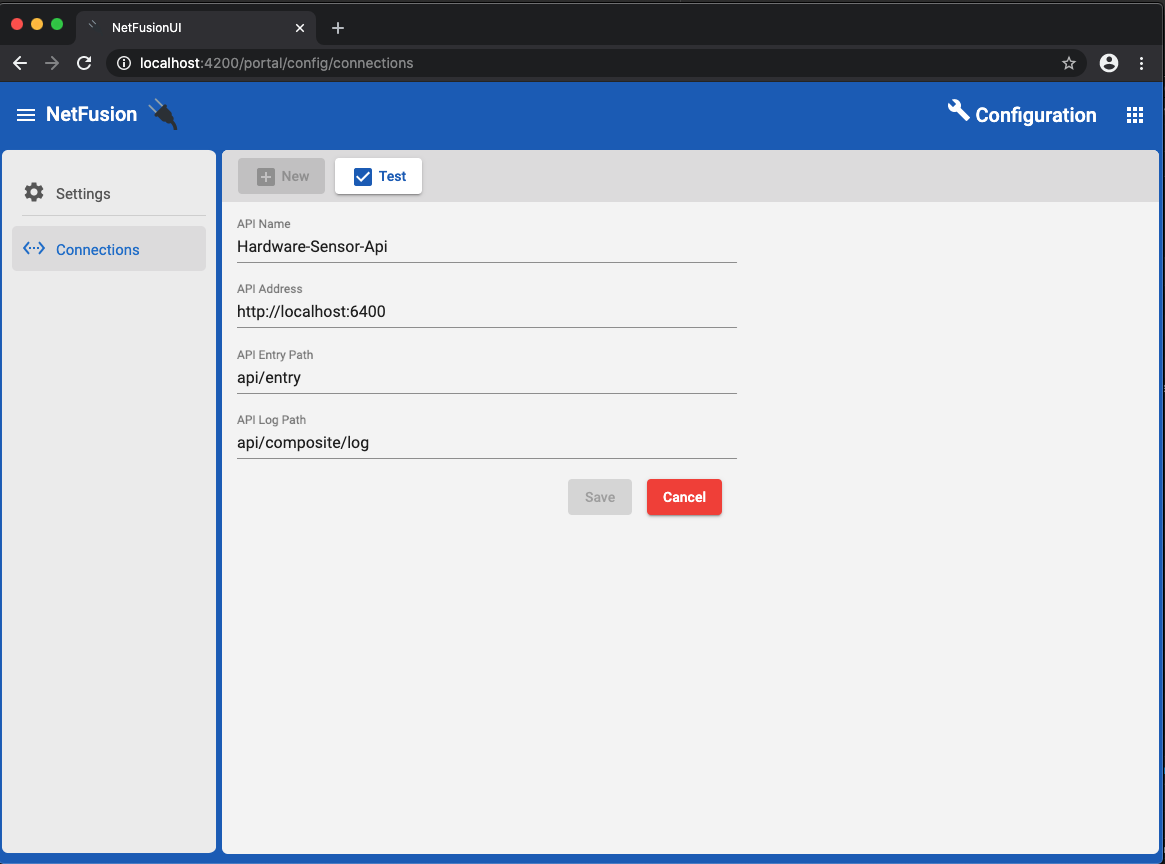 NetFusionUI
localhost:4200/portal/config/connections
NetFusion
Configuration
Settings
Connections
New
Test
API Name
Hardware-Sensor-Api
API Address
http://localhost:6400
API Entry Path
api/entry
API Log Path
api/composite/log
Save
Cancel